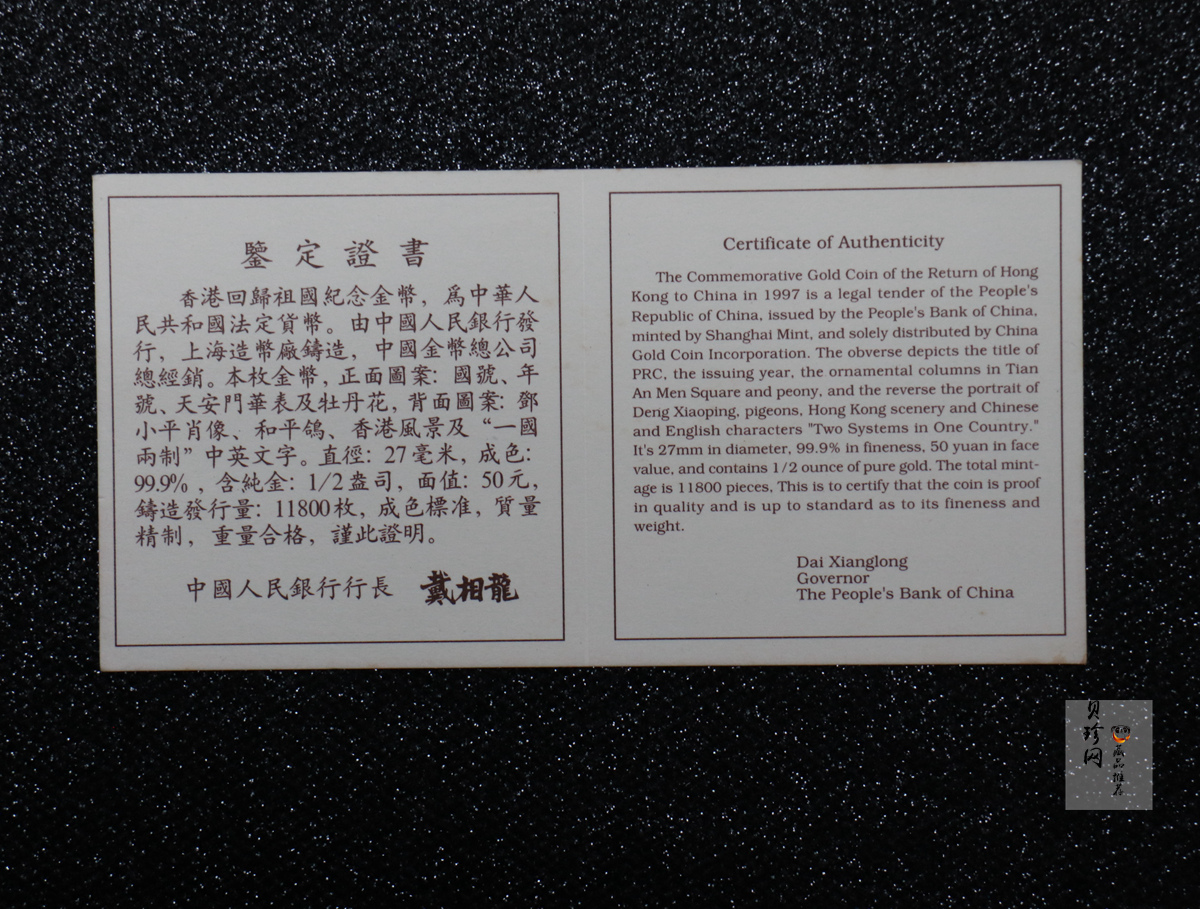 鑒定證書
香港回歸祖國紀念金幣，爲中華人
民共和國法定貨幣。由中國人民銀行發
行，上海造幣廠鑄造，中國金幣總公司
總經銷。本枚金幣，正面圖案：國號、年
號、天安門華表及牡丹花，背面圖案：鄧
小平肖像、和平鴿、香港風景及“一國
兩制”中英文字。直徑：27毫米，成色：
99.9%，含純金：1/2盎司，面值：50元，
鑄造發行量：11800枚，成色標准，質量
精制，重量合格，謹此證明。
中國人民銀行行長 戴相龍
Certificate of Authenticity
The Commemorative Gold Coin of the Return of Hong
Kong to China in 1997 is a legal tender of the People's
Republic of China, issued by the People's Bank of China,
minted by Shanghai Mint, and solely distributed by China
Gold Coin Incorporation. The obverse depicts the title of
PRC, the issuing year, the ornamental columns in Tian
An Men Square and peony, and the reverse the portrait of
Deng Xiaoping, pigeons, Hong Kong scenery and Chinese
and English characters "Two Systems in One Country."
It's 27mm in diameter, 99.9% in fineness, 50 yuan in face
value, and contains 1/2 ounce of pure gold. The total mint-
age is 11800 pieces. This is to certify that the coin is proof
in quality and is up to standard as to its fineness and
weight.
Dai Xianglong
Governor
The People's Bank of China
贝珍网
藏品推荐